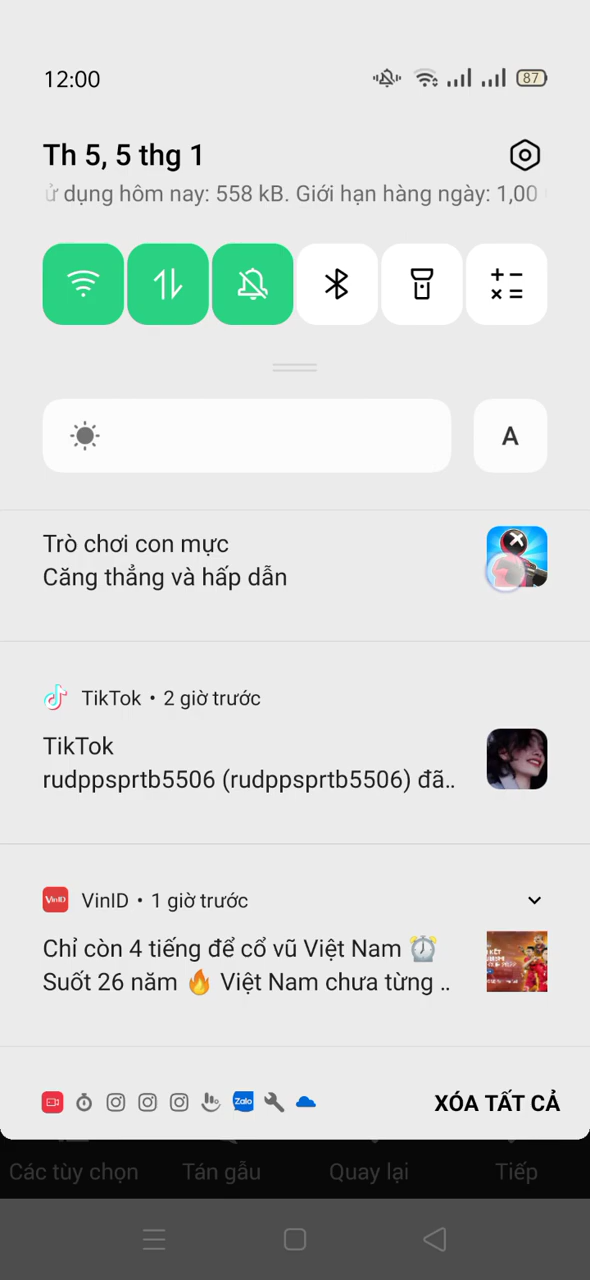 12:00
87
Th 5, 5 thg 1
dụng hôm nay: 558 kB. Giới hạn hàng ngày: 1,00
A
Trò chơi con mực
Căng thẳng và hấp dẫn
TikTok • 2 giờ trước
TikTok
rudppsprtb5506 (rudppsprtb5506) đã..
VinID VinID • 1 giờ trước
Chỉ còn 4 tiếng để cổ vũ Việt Nam ⏰
Suốt 26 năm 🔥 Việt Nam chưa từng ..
Zalo
XÓA TẤT CẢ
Các tùy chọn Tán gẫu Quay lại Tiếp